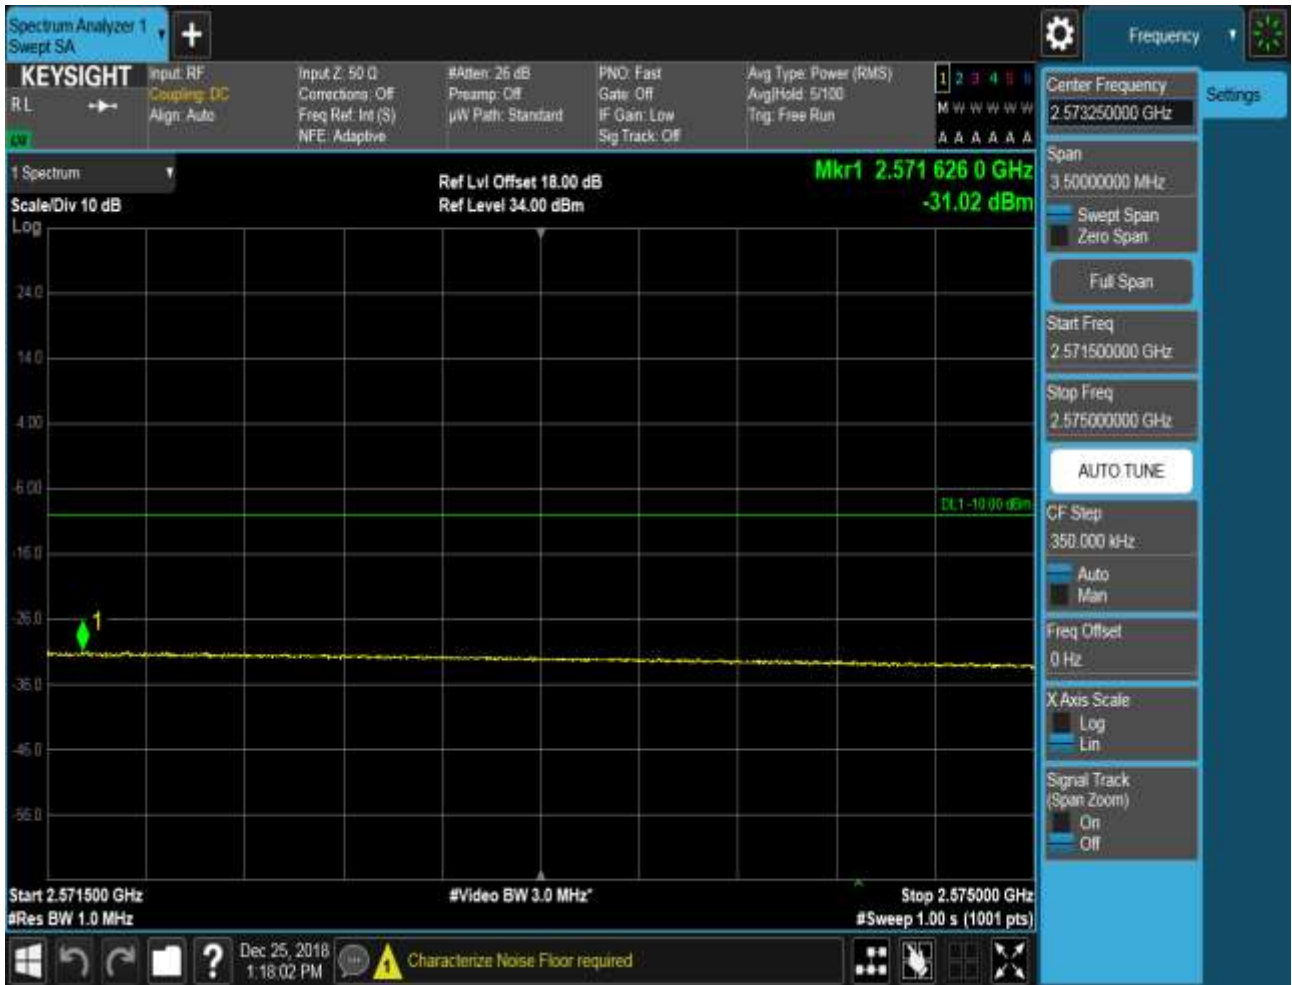 Spectrum Analyzer 1
Swept SA
+
Frequency
KEYSIGHT
RL
Input: RF
Coupling: DC
Align: Auto
Input Z: 50 Ω
Corrections: Off
Freq Ref: Int (S)
NFE: Adaptive
#Atten: 26 dB
Preamp: Off
µW Path: Standard
PNO: Fast
Gate: Off
IF Gain: Low
Sig Track: Off
Avg Type: Power (RMS)
Avg|Hold: 5/100
Trig: Free Run
1 2 3 4 5 6
M W W W W W
A A A A A A
1 Spectrum
Scale/Div 10 dB
Log
Ref Lvl Offset 18.00 dB
Ref Level 34.00 dBm
Mkr1 2.571 626 0 GHz
-31.02 dBm
24.0
14.0
4.00
-6.00
DL1 -10.00 dBm
-16.0
-26.0
1
-36.0
-46.0
-56.0
Start 2.571500 GHz
#Video BW 3.0 MHz*
Stop 2.575000 GHz
#Res BW 1.0 MHz
#Sweep 1.00 s (1001 pts)
Center Frequency
2.573250000 GHz
Settings
Span
3.50000000 MHz
Swept Span
Zero Span
Full Span
Start Freq
2.571500000 GHz
Stop Freq
2.575000000 GHz
AUTO TUNE
CF Step
350.000 kHz
Auto
Man
Freq Offset
0 Hz
X Axis Scale
Log
Lin
Signal Track
(Span Zoom)
On
Off
?
Dec 25, 2018
1:18:02 PM
1
Characterize Noise Floor required